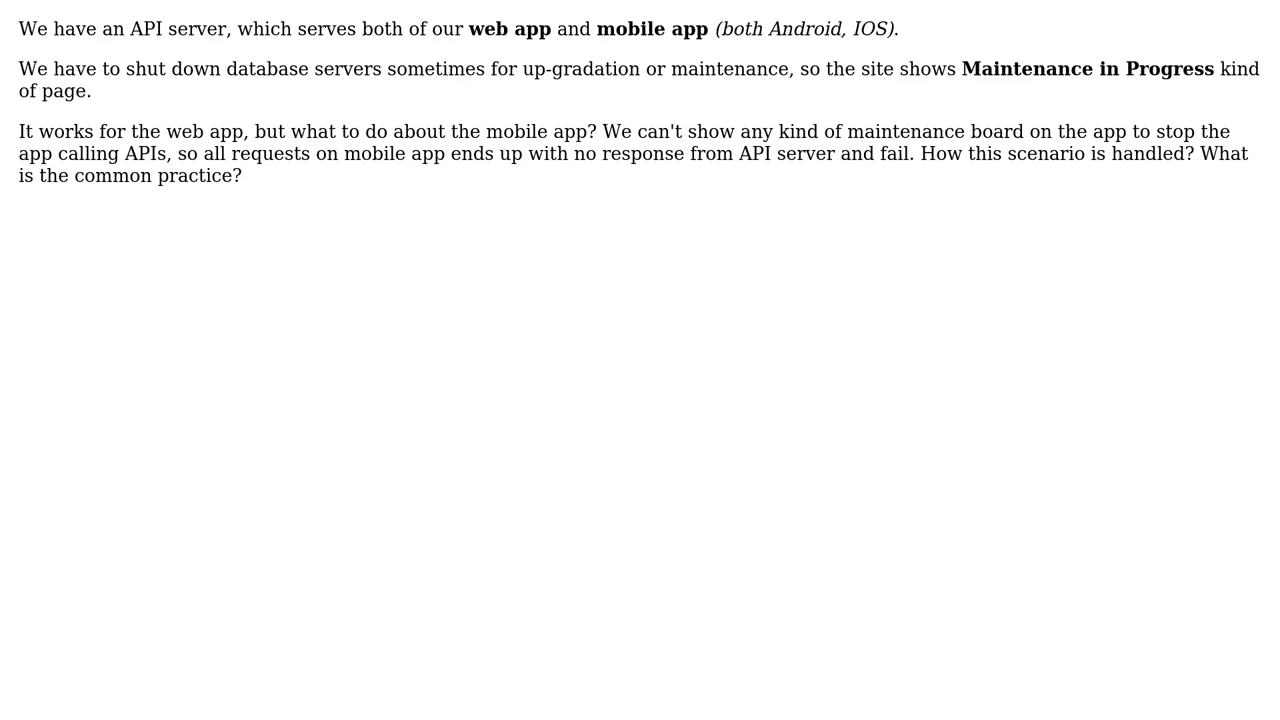 We have an API server, which serves both of our web app and mobile app (both Android, IOS).
We have to shut down database servers sometimes for up-gradation or maintenance, so the site shows Maintenance in Progress kind
of page.
It works for the web app, but what to do about the mobile app? We can't show any kind of maintenance board on the app to stop the
app calling APIs, so all requests on mobile app ends up with no response from API server and fail. How this scenario is handled? What
is the common practice?